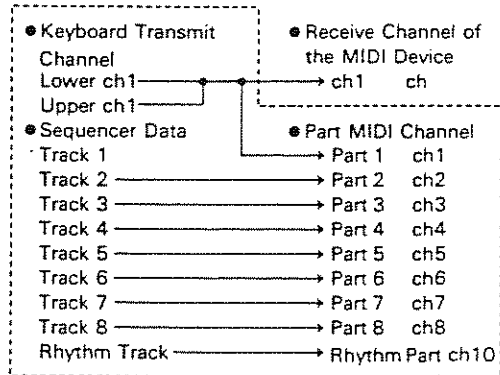 ● Keyboard Transmit
Channel
Lower ch1
Upper ch1
● Receive Channel of
the MIDI Device
ch1 ch
● Sequencer Data
Track 1
Track 2
Track 3
Track 4
Track 5
Track 6
Track 7
Track 8
Rhythm Track
● Part MIDI Channel
Part 1 ch1
Part 2 ch2
Part 3 ch3
Part 4 ch4
Part 5 ch5
Part 6 ch6
Part 7 ch7
Part 8 ch8
Rhythm Part ch10